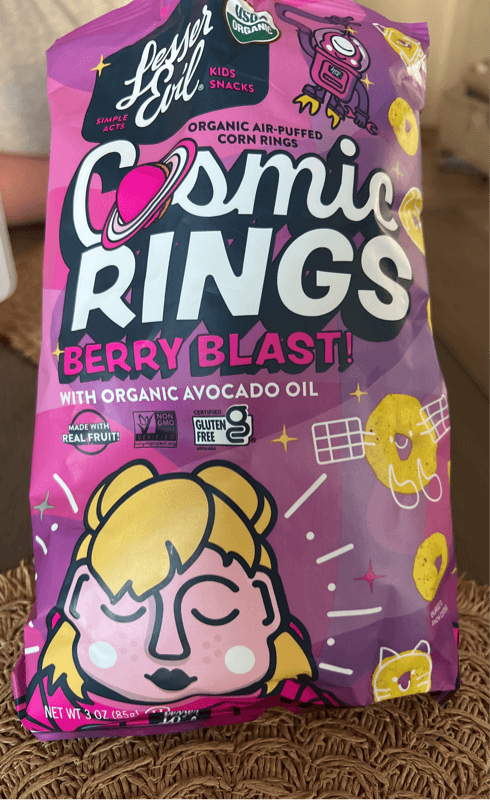 USDA
ORGANIC
Lesser
Evil®
KIDS
SNACKS
SIMPLE
ACTS
ORGANIC AIR-PUFFED
CORN RINGS
Cosmic
RINGS
BERRY BLAST!
WITH ORGANIC AVOCADO OIL
MADE WITH
REAL FRUIT!
NON
GMO
VERIFIED
CERTIFIED
GLUTEN
FREE
NET WT 3 OZ (85g)